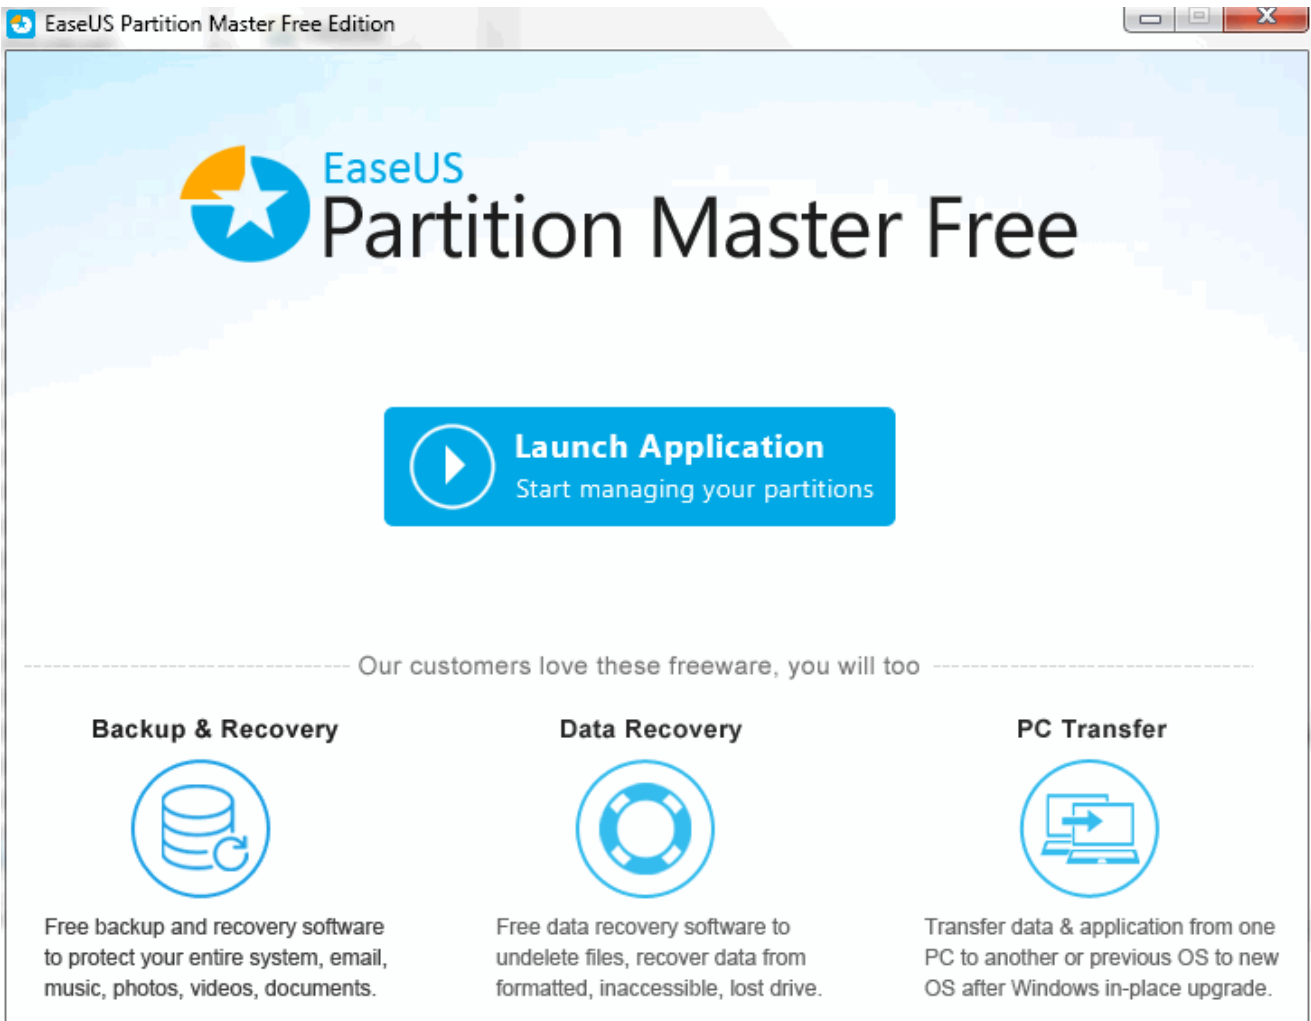 EaseUS Partition Master Free Edition
EaseUS
Partition Master Free
Launch Application
Start managing your partitions
Our customers love these freeware, you will too
Backup & Recovery
Free backup and recovery software
to protect your entire system, email,
music, photos, videos, documents.
Data Recovery
Free data recovery software to
undelete files, recover data from
formatted, inaccessible, lost drive.
PC Transfer
Transfer data & application from one
PC to another or previous OS to new
OS after Windows in-place upgrade.